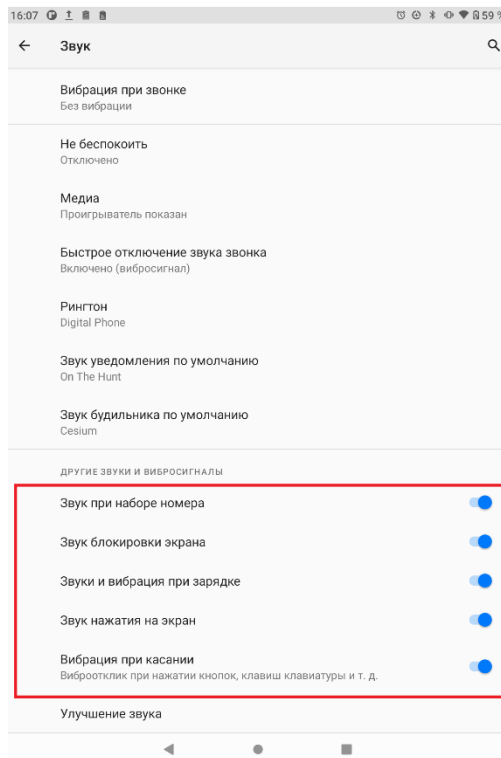 16:07 59 %
Звук
Вибрация при звонке
Без вибрации
Не беспокоить
Отключено
Медиа
Проигрыватель показан
Быстрое отключение звука звонка
Включено (вибросигнал)
Рингтон
Digital Phone
Звук уведомления по умолчанию
On The Hunt
Звук будильника по умолчанию
Cesium
ДРУГИЕ ЗВУКИ И ВИБРОСИГНАЛЫ
Звук при наборе номера
Звук блокировки экрана
Звуки и вибрация при зарядке
Звук нажатия на экран
Вибрация при касании
Виброотклик при нажатии кнопок, клавиш клавиатуры и т. д.
Улучшение звука